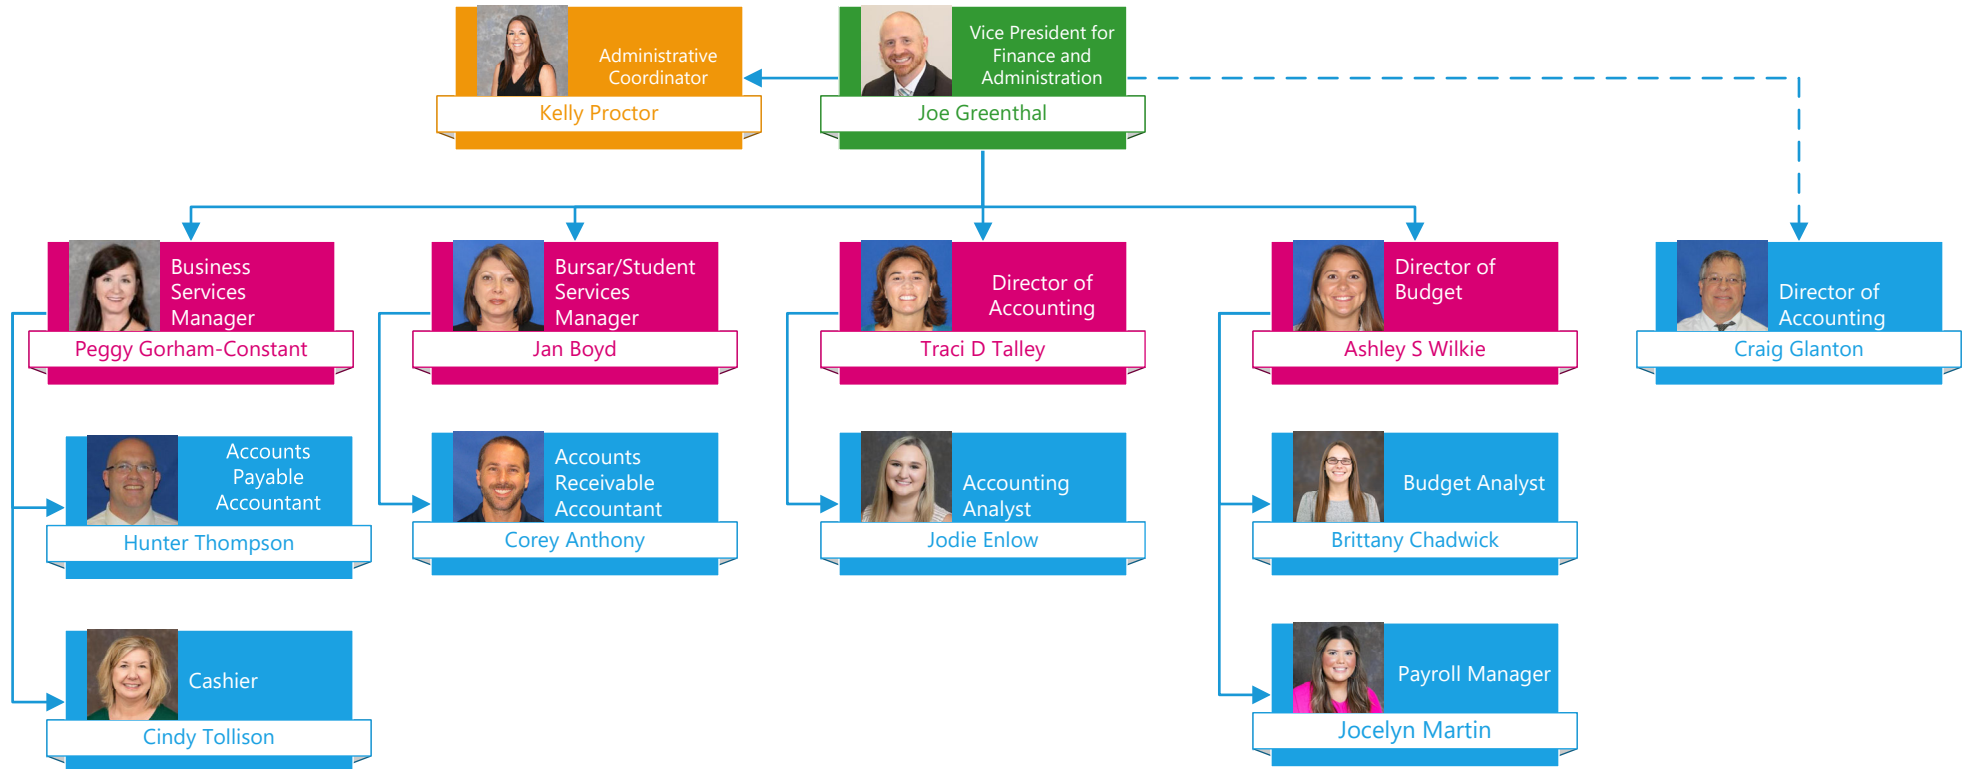 Administrative
Coordinator
Kelly Proctor
Vice President for
Finance and
Administration
Joe Greenthal
Business
Services
Manager
Peggy Gorham-Constant
Bursar/Student
Services
Manager
Jan Boyd
Director of
Accounting
Traci D Talley
Director of
Budget
Ashley S Wilkie
Director of
Accounting
Craig Glanton
Accounts
Payable
Accountant
Hunter Thompson
Accounts
Receivable
Accountant
Corey Anthony
Accounting
Analyst
Jodie Enlow
Budget Analyst
Brittany Chadwick
Cashier
Cindy Tollison
Payroll Manager
Jocelyn Martin